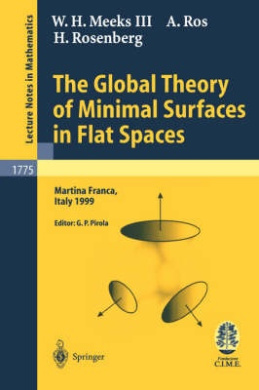 W. H. Meeks III A. Ros
H. Rosenberg
The Global Theory
of Minimal Surfaces
in Flat Spaces
Lecture Notes in Mathematics
1775
Martina Franca,
Italy 1999
Editor: G. P. Pirola
Springer
Fondazione
C.I.M.E.